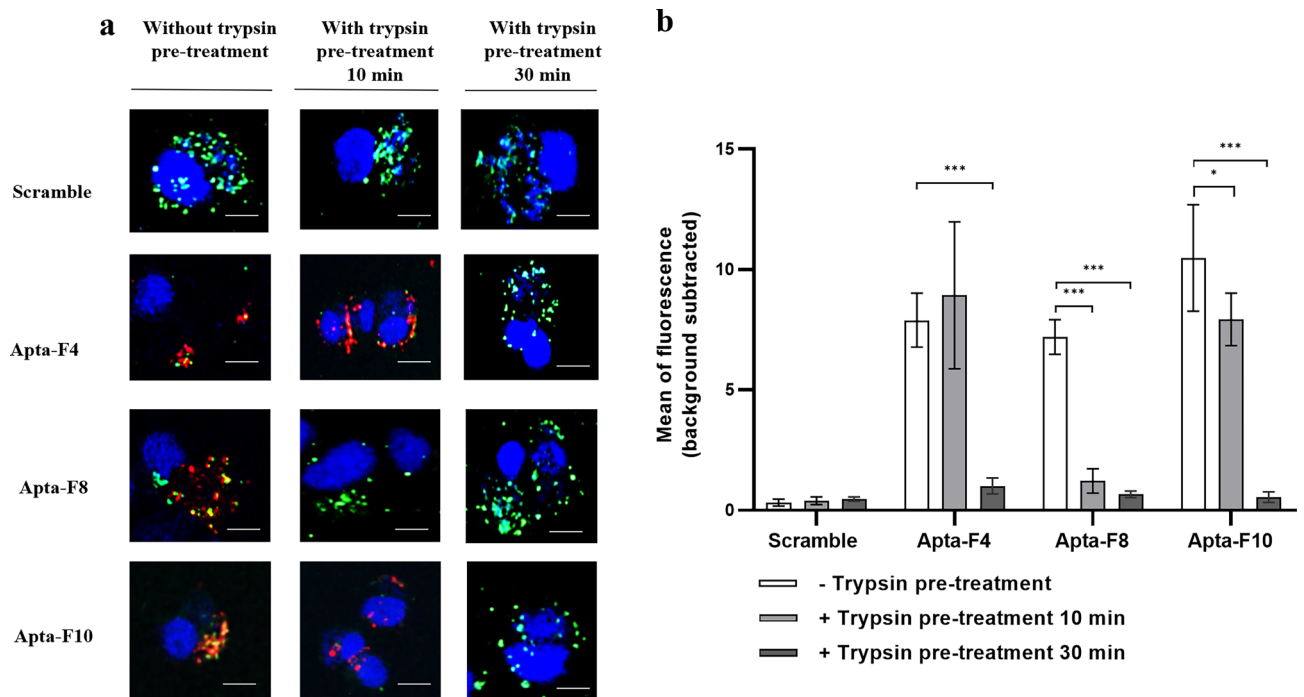 a
Without trypsin
pre-treatment
With trypsin
pre-treatment
10 min
With trypsin
pre-treatment
30 min
Scramble
Apta-F4
Apta-F8
Apta-F10
b
Mean of fluorescence
(background subtracted)
15
10
5
0
***
***
***
***
*
Scramble
Apta-F4
Apta-F8
Apta-F10
- Trypsin pre-treatment
+ Trypsin pre-treatment 10 min
+ Trypsin pre-treatment 30 min